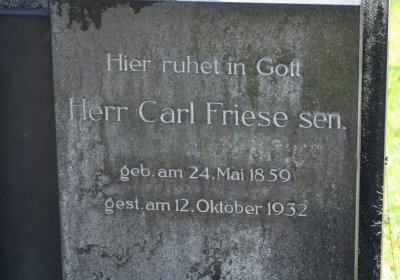 Hier ruhet in Gott
Herr Carl Friese sen.
geb. am 24. Mai 1859
gest. am 12. Oktober 1932